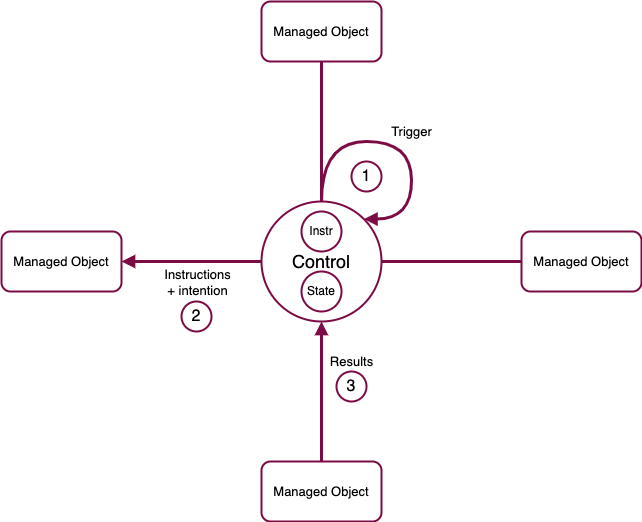 Managed Object
Trigger
1
Instr
Managed Object
Control
Managed Object
Instructions
+ intention
State
2
Results
3
Managed Object